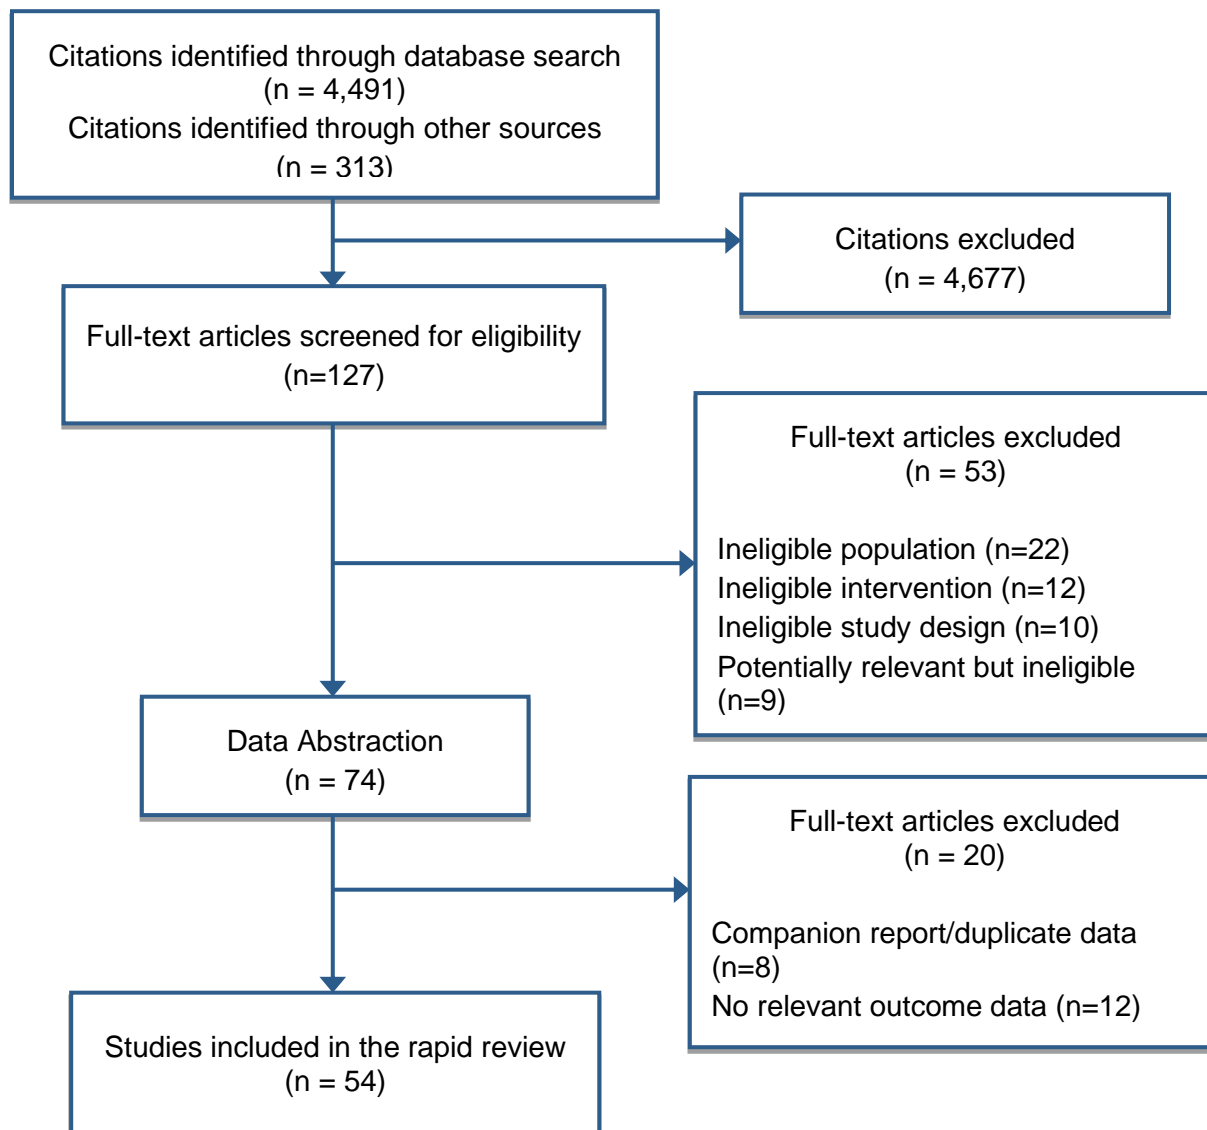 Citations identified through database search
(n = 4,491)
Citations identified through other sources
(n = 313)
Citations excluded
(n = 4,677)
Full-text articles screened for eligibility
(n=127)
Full-text articles excluded
(n = 53)
Ineligible population (n=22)
Ineligible intervention (n=12)
Ineligible study design (n=10)
Potentially relevant but ineligible
(n=9)
Data Abstraction
(n = 74)
Full-text articles excluded
(n = 20)
Companion report/duplicate data
(n=8)
No relevant outcome data (n=12)
Studies included in the rapid review
(n = 54)